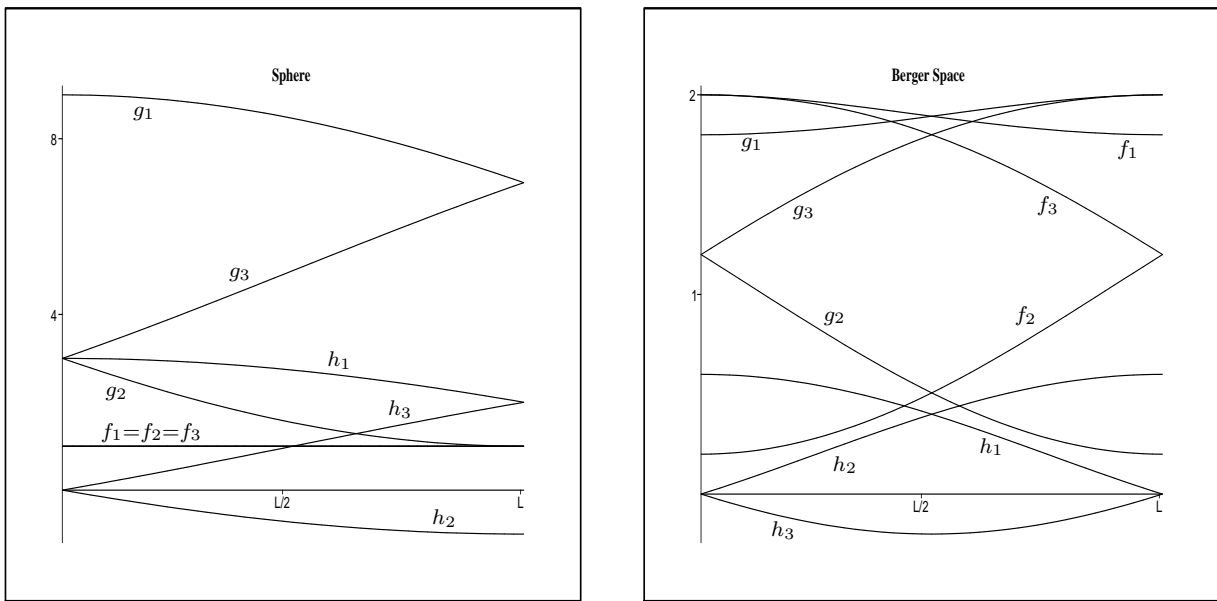 Sphere
g₁
8
g₃
4
h₁
g₂
h₃
f₁=f₂=f₃
L/2
L
h₂
Berger Space
2
g₁
f₁
g₃
f₃
g₂
f₂
1
h₁
h₂
L/2
L
h₃